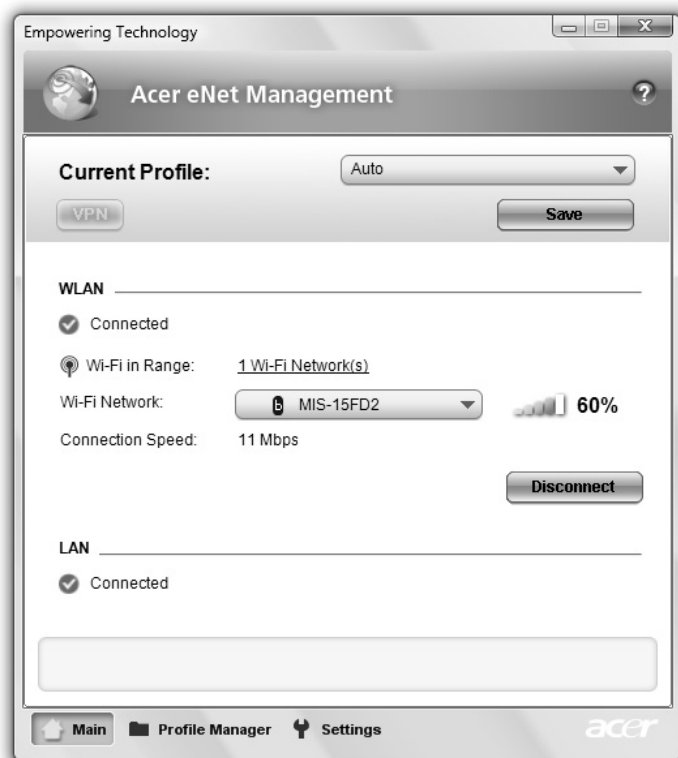 Empowering Technology
Acer eNet Management
?
Current Profile:
Auto
VPN
Save
WLAN
Connected
Wi-Fi in Range: 1 Wi-Fi Network(s)
Wi-Fi Network: b MIS-15FD2 60%
Connection Speed: 11 Mbps
Disconnect
LAN
Connected
Main Profile Manager Settings acer